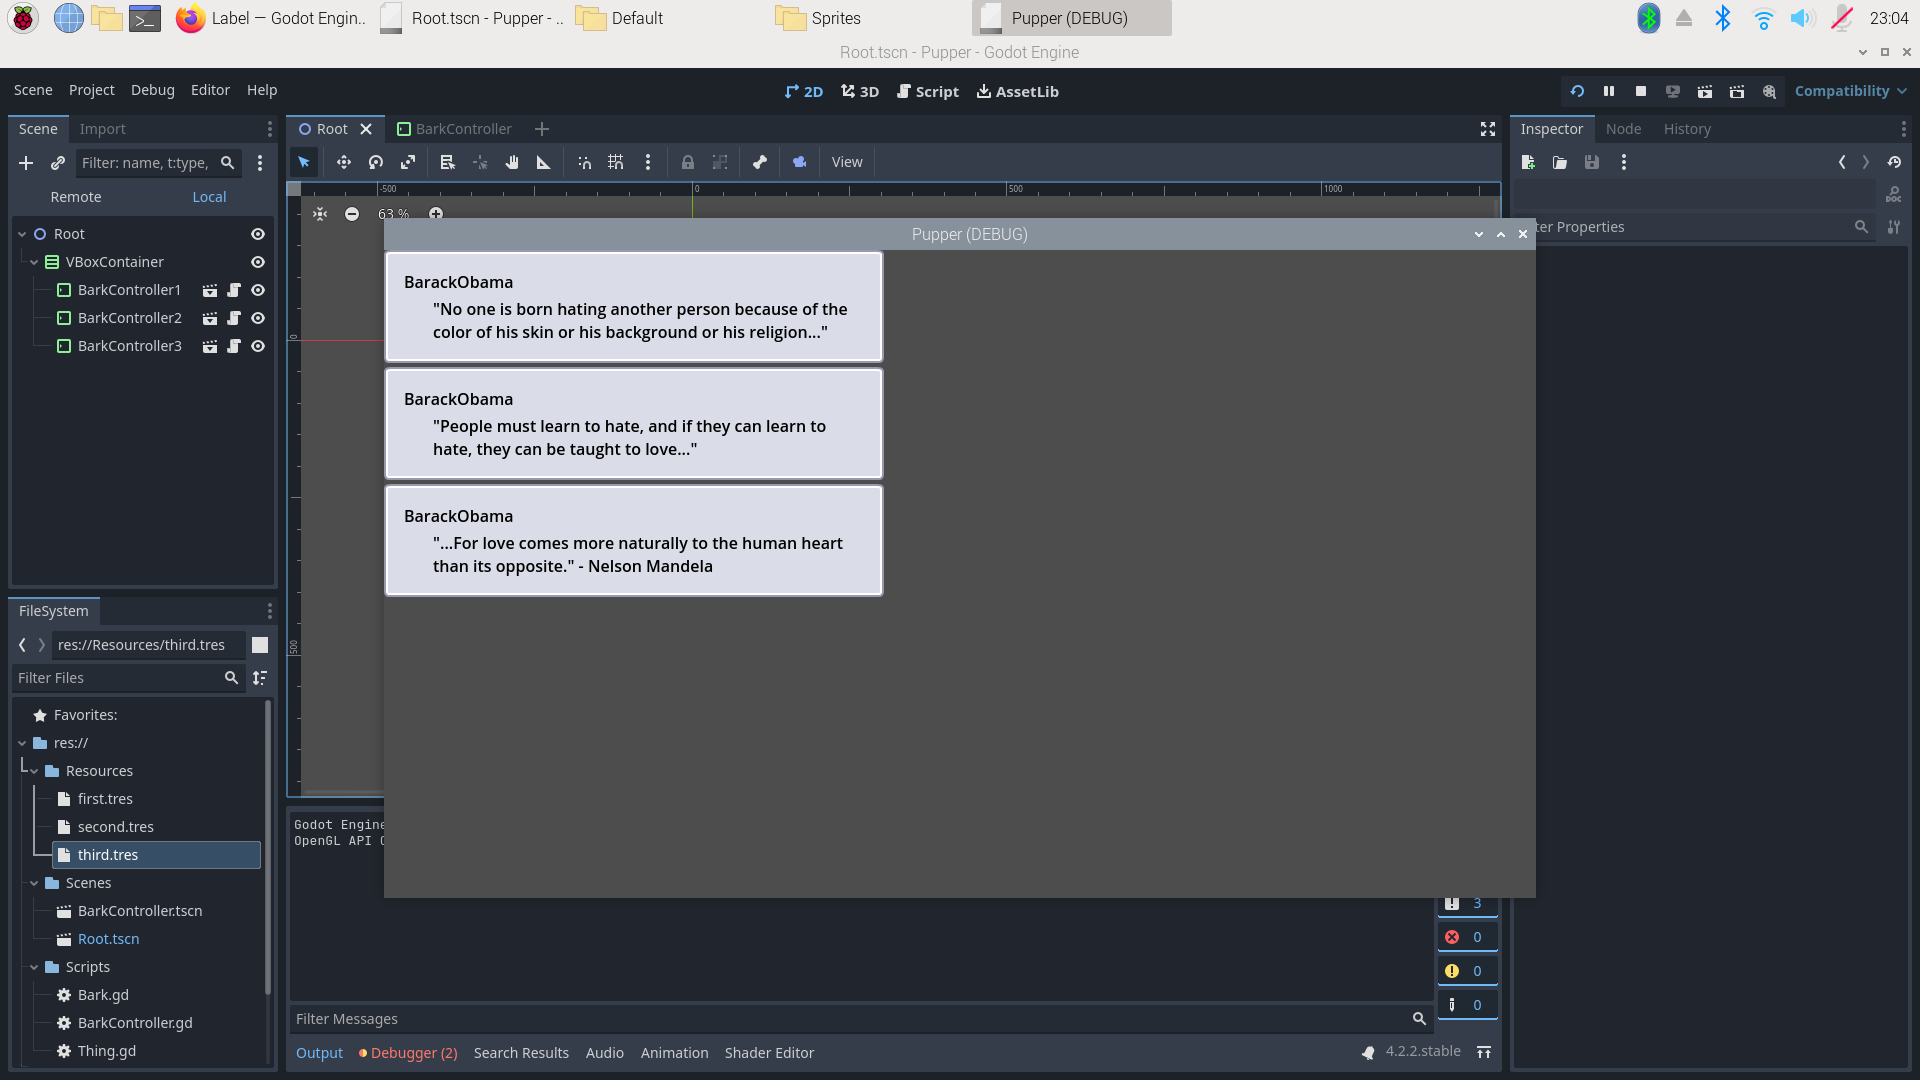 Label — Godot Engin..
Root.tscn - Pupper - ..
Default
Sprites
Pupper (DEBUG)
23:04
Root.tscn - Pupper - Godot Engine
Scene Project Debug Editor Help
2D 3D Script AssetLib
Compatibility
Scene Import
Root BarkController
Inspector Node History
Filter: name, t:type,
View
Remote Local
-500 0 500 1000
63 %
DOC
Root
VBoxContainer
BarkController1
BarkController2
BarkController3
0
500
Pupper (DEBUG)
ter Properties
BarackObama
"No one is born hating another person because of the
color of his skin or his background or his religion..."
BarackObama
"People must learn to hate, and if they can learn to
hate, they can be taught to love..."
BarackObama
"...For love comes more naturally to the human heart
than its opposite." - Nelson Mandela
FileSystem
res://Resources/third.tres
Filter Files
Favorites:
res://
Resources
first.tres
second.tres
third.tres
Scenes
BarkController.tscn
Root.tscn
Scripts
Bark.gd
BarkController.gd
Thing.gd
Godot Engine
OpenGL API
3
0
0
0
Filter Messages
Output Debugger (2) Search Results Audio Animation Shader Editor
4.2.2.stable